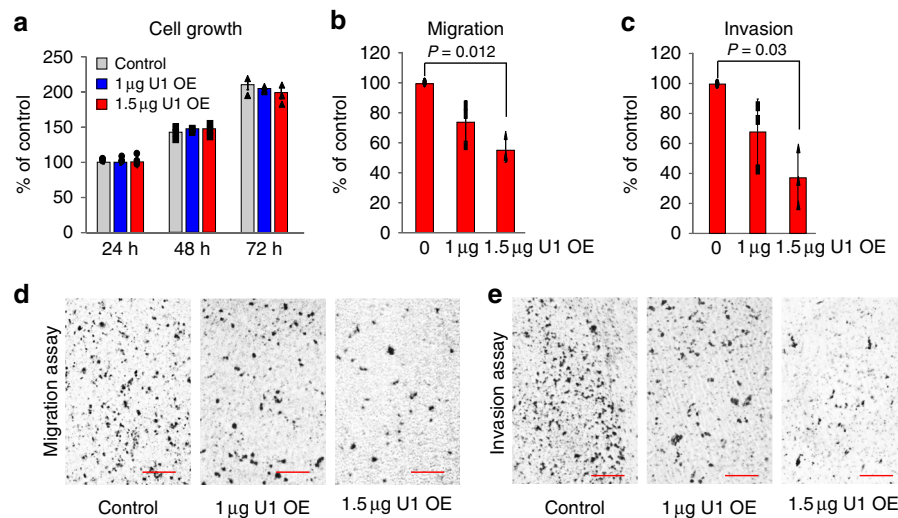 a
Cell growth
% of control
250
200
150
100
50
0
Control
1 µg U1 OE
1.5 µg U1 OE
24 h 48 h 72 h
b
Migration
% of control
120
100
80
60
40
20
0
P = 0.012
0 1 µg 1.5 µg U1 OE
c
Invasion
% of control
120
100
80
60
40
20
0
P = 0.03
0 1 µg 1.5 µg U1 OE
d
Migration assay
Control 1 µg U1 OE 1.5 µg U1 OE
e
Invasion assay
Control 1 µg U1 OE 1.5 µg U1 OE